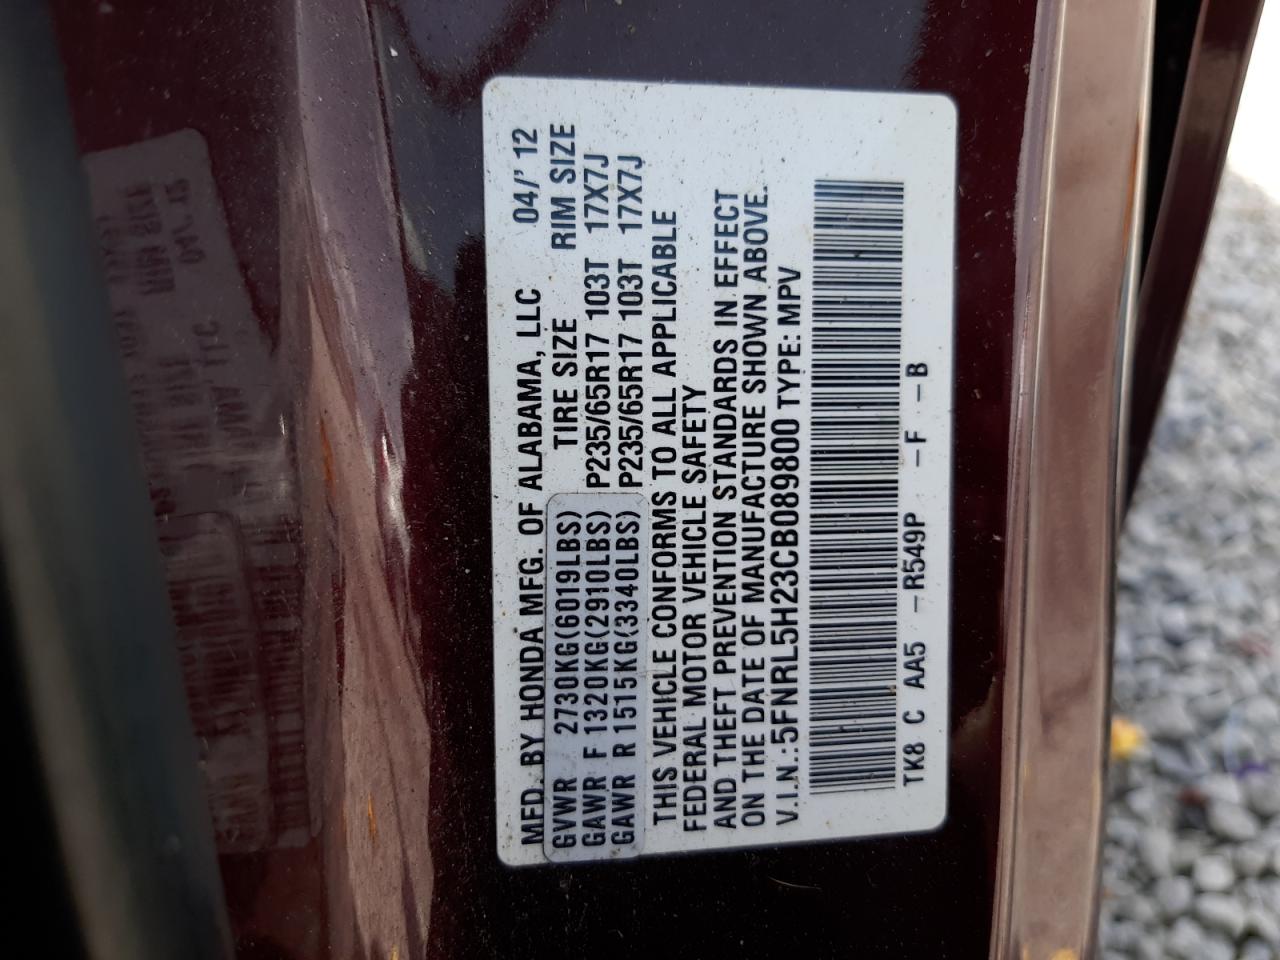 MFD. BY HONDA MFG. OF ALABAMA, LLC 04/'12
TIRE SIZE RIM SIZE
GVWR 2730KG(6019LBS)
GAWR F 1320KG(2910LBS) P235/65R17 103T 17X7J
GAWR R 1515KG(3340LBS) P235/65R17 103T 17X7J
THIS VEHICLE CONFORMS TO ALL APPLICABLE
FEDERAL MOTOR VEHICLE SAFETY
AND THEFT PREVENTION STANDARDS IN EFFECT
ON THE DATE OF MANUFACTURE SHOWN ABOVE.
V.I.N.:5FNRL5H23CB089800 TYPE: MPV
TK8 C AA5 –R549P –F –B